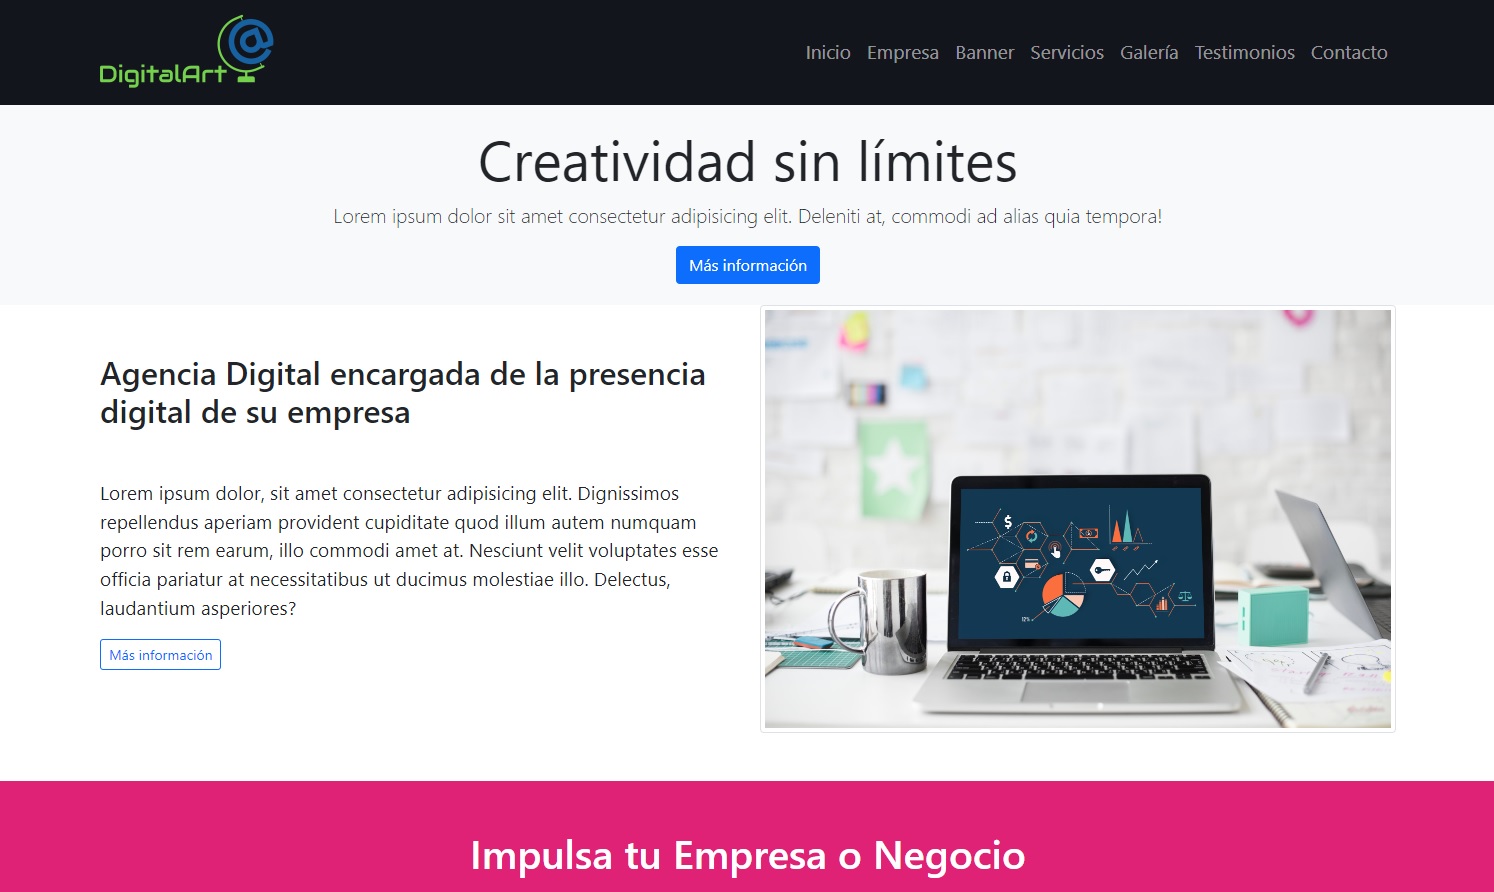 DigitalArt
Inicio Empresa Banner Servicios Galería Testimonios Contacto
Creatividad sin límites
Lorem ipsum dolor sit amet consectetur adipisicing elit. Deleniti at, commodi ad alias quia tempora!
Más información
Agencia Digital encargada de la presencia
digital de su empresa
Lorem ipsum dolor, sit amet consectetur adipisicing elit. Dignissimos
repellendus aperiam provident cupiditate quod illum autem numquam
porro sit rem earum, illo commodi amet at. Nesciunt velit voluptates esse
officia pariatur at necessitatibus ut ducimus molestiae illo. Delectus,
laudantium asperiores?
Más información
Impulsa tu Empresa o Negocio